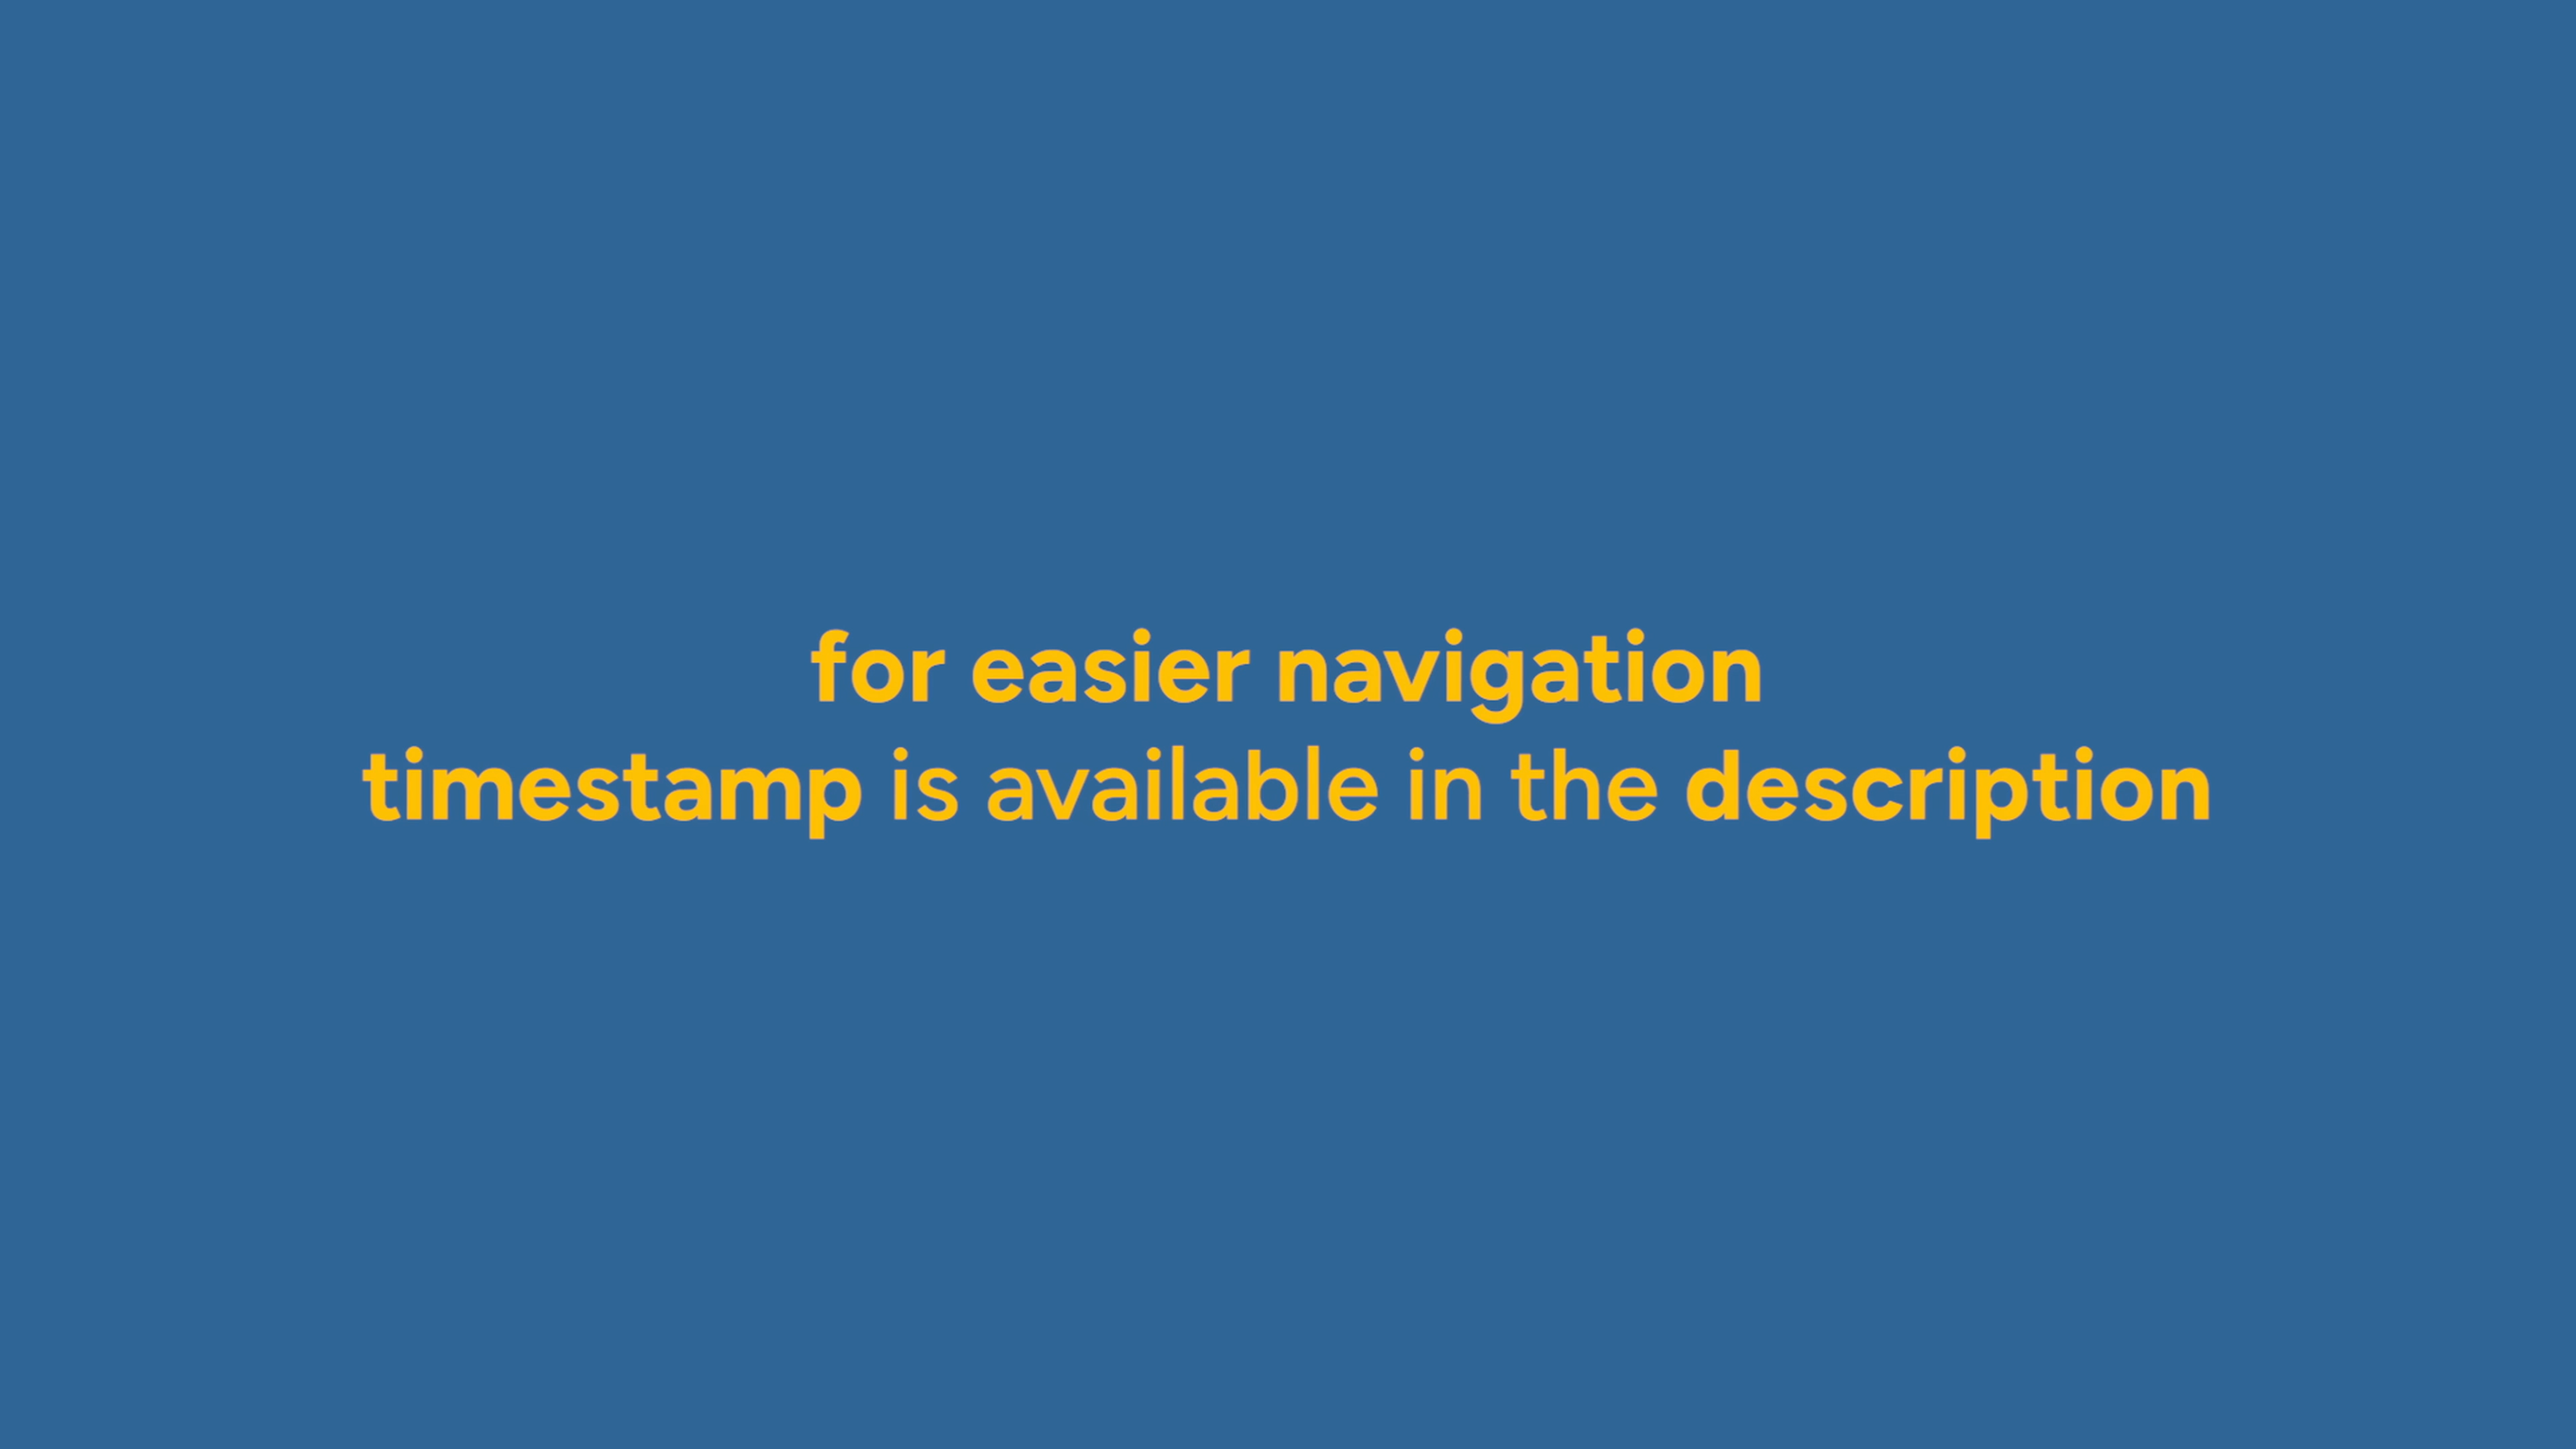 for easier navigation
timestamp is available in the description